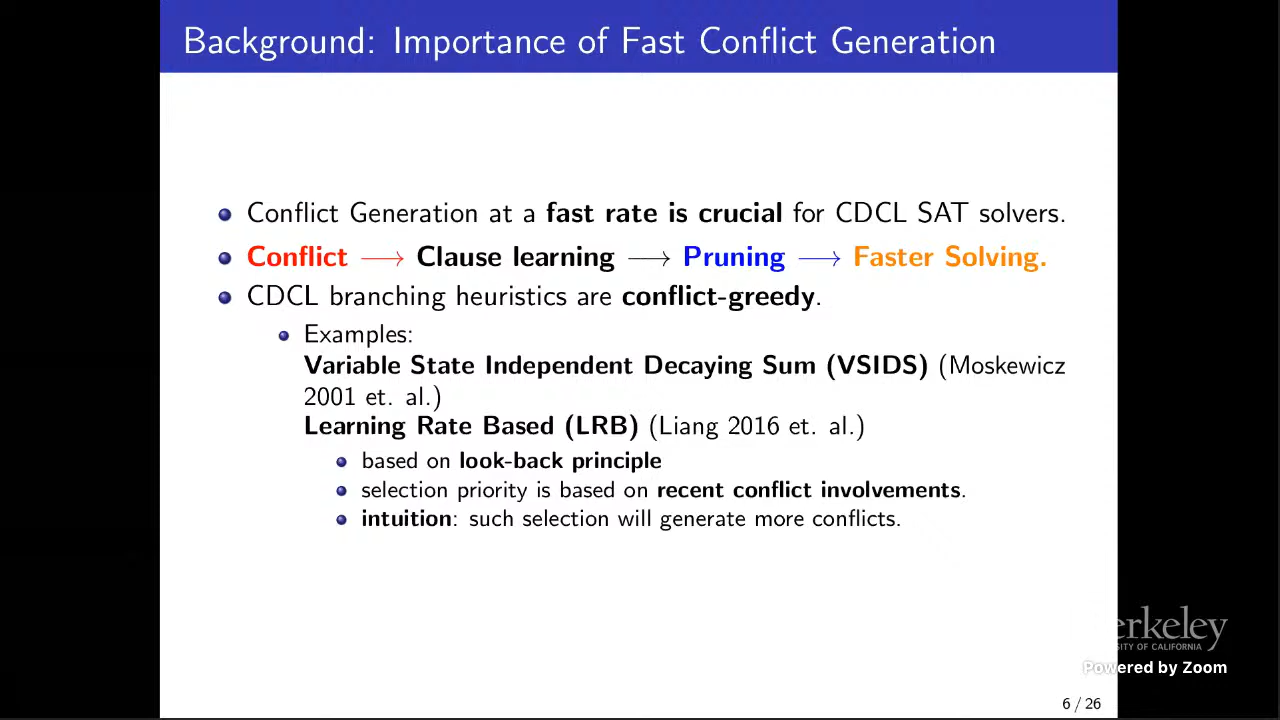 Background: Importance of Fast Conflict Generation
Conflict Generation at a fast rate is crucial for CDCL SAT solvers.
Conflict ⟶ Clause learning ⟶ Pruning ⟶ Faster Solving.
CDCL branching heuristics are conflict-greedy.
Examples:
Variable State Independent Decaying Sum (VSIDS) (Moskewicz
2001 et. al.)
Learning Rate Based (LRB) (Liang 2016 et. al.)
based on look-back principle
selection priority is based on recent conflict involvements.
intuition: such selection will generate more conflicts.
erkeley
SITY OF CALIFORNIA
Powered by Zoom
6 / 26